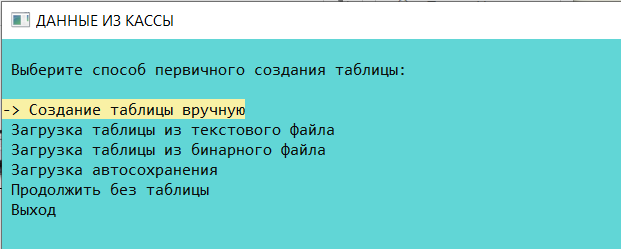 ДАННЫЕ ИЗ КАССЫ
Выберите способ первичного создания таблицы:
-> Создание таблицы вручную
Загрузка таблицы из текстового файла
Загрузка таблицы из бинарного файла
Загрузка автосохранения
Продолжить без таблицы
Выход